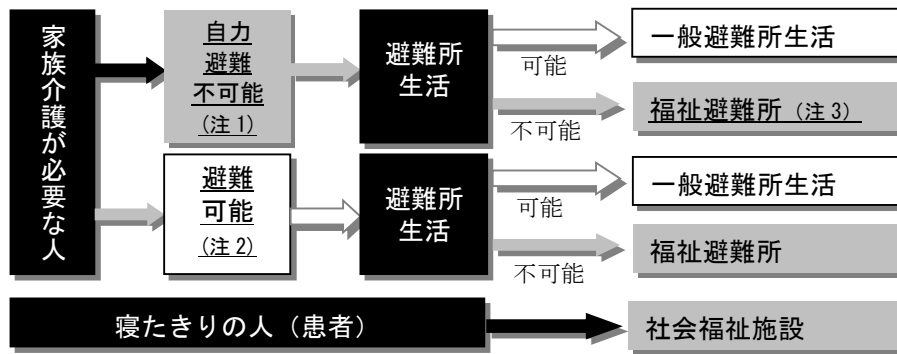 家族介護が必要な人
自力
避難
不可能
(注 1)
避難所
生活
可能
一般避難所生活
不可能
福祉避難所（注 3）
避難
可能
(注 2)
避難所
生活
可能
一般避難所生活
不可能
福祉避難所
寝たきりの人（患者）
社会福祉施設